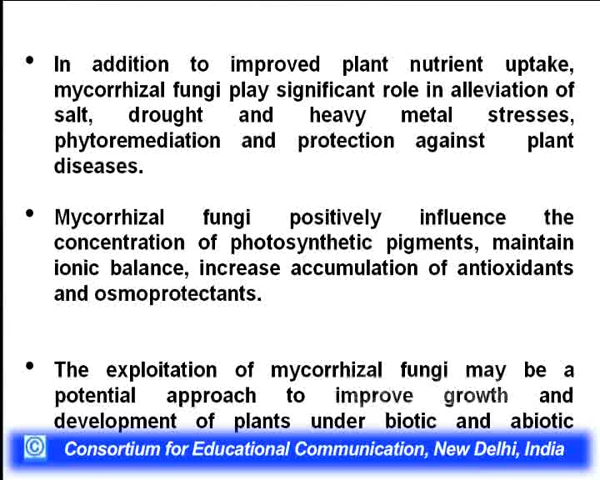 • In addition to improved plant nutrient uptake,
mycorrhizal fungi play significant role in alleviation of
salt, drought and heavy metal stresses,
phytoremediation and protection against plant
diseases.
• Mycorrhizal fungi positively influence the
concentration of photosynthetic pigments, maintain
ionic balance, increase accumulation of antioxidants
and osmoprotectants.
• The exploitation of mycorrhizal fungi may be a
potential approach to improve growth and
development of plants under biotic and abiotic
© Consortium for Educational Communication, New Delhi, India